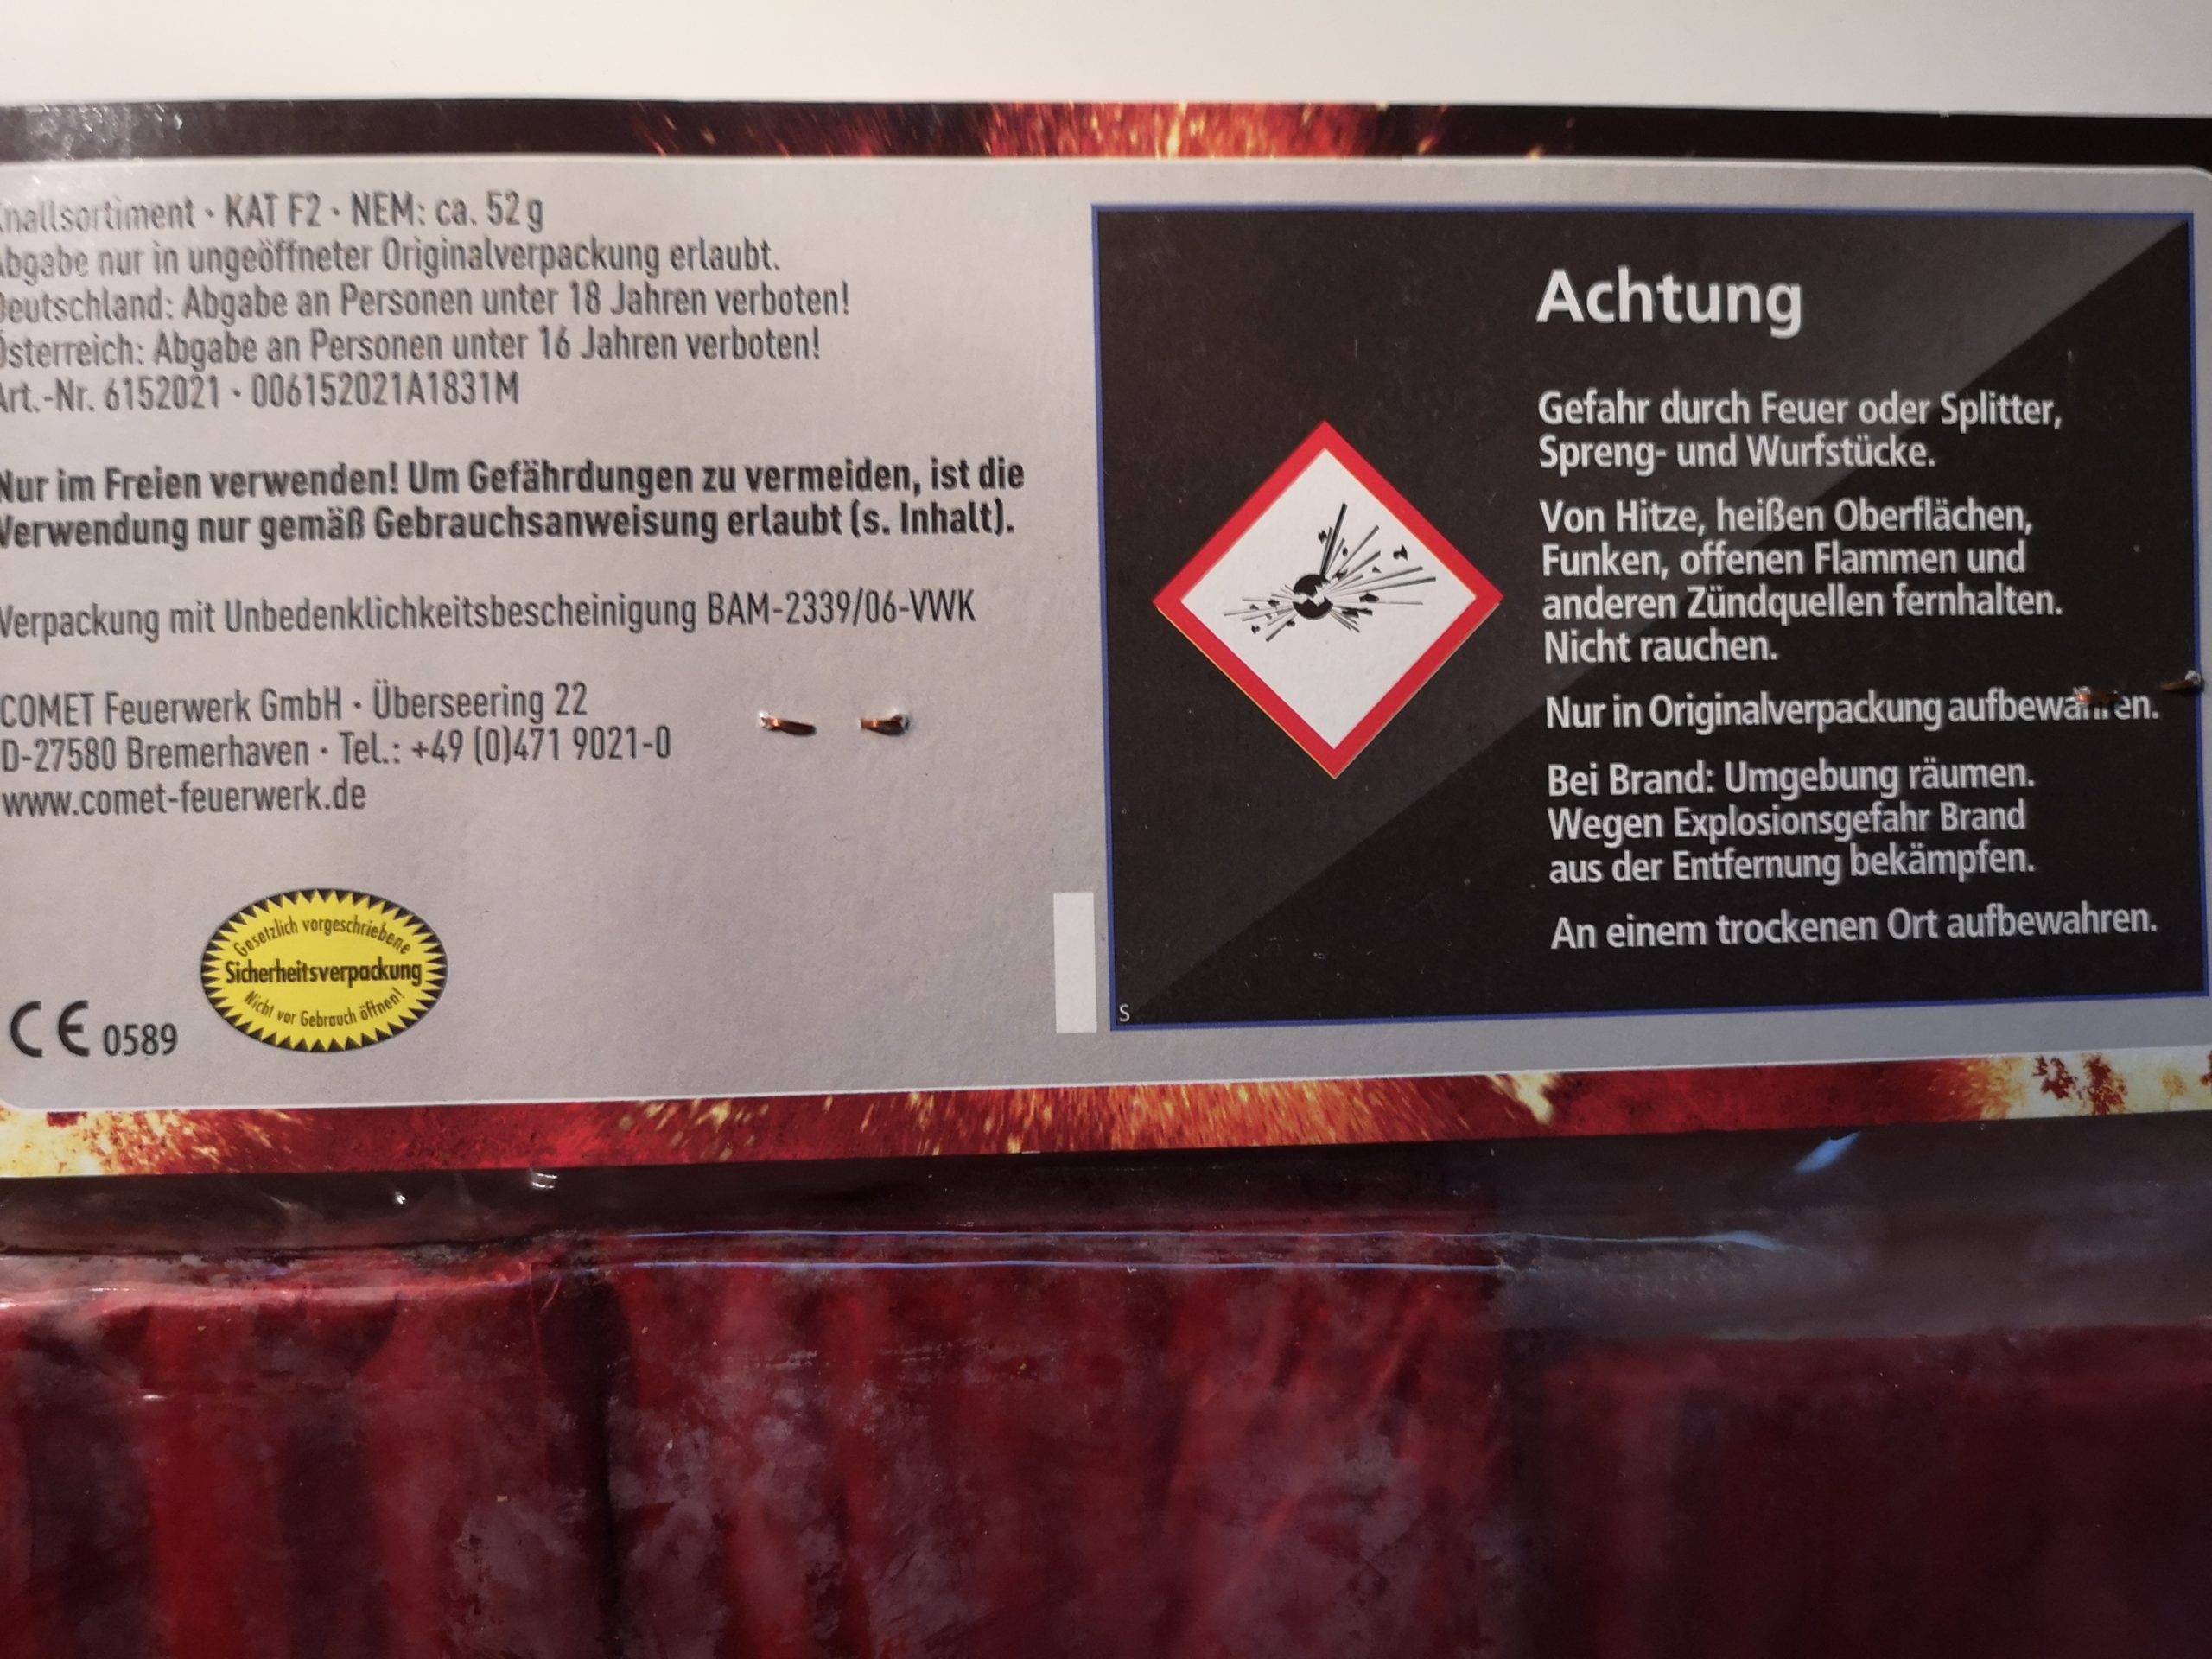 nallsortiment · KAT F2 · NEM: ca. 52 g
bgabe nur in ungeöffneter Originalverpackung erlaubt.
Deutschland: Abgabe an Personen unter 18 Jahren verboten!
Österreich: Abgabe an Personen unter 16 Jahren verboten!
Art.-Nr. 6152021 · 006152021A1831M
Nur im Freien verwenden! Um Gefährdungen zu vermeiden, ist die
Verwendung nur gemäß Gebrauchsanweisung erlaubt (s. Inhalt).
Verpackung mit Unbedenklichkeitsbescheinigung BAM-2339/06-VWK
COMET Feuerwerk GmbH · Überseering 22
D-27580 Bremerhaven · Tel.: +49 (0)471 9021-0
www.comet-feuerwerk.de
Gesetzlich vorgeschriebene
Sicherheitsverpackung
Nicht vor Gebrauch öffnen!
CE 0589
Achtung
Gefahr durch Feuer oder Splitter,
Spreng- und Wurfstücke.
Von Hitze, heißen Oberflächen,
Funken, offenen Flammen und
anderen Zündquellen fernhalten.
Nicht rauchen.
Nur in Originalverpackung aufbewahren.
Bei Brand: Umgebung räumen.
Wegen Explosionsgefahr Brand
aus der Entfernung bekämpfen.
An einem trockenen Ort aufbewahren.
S